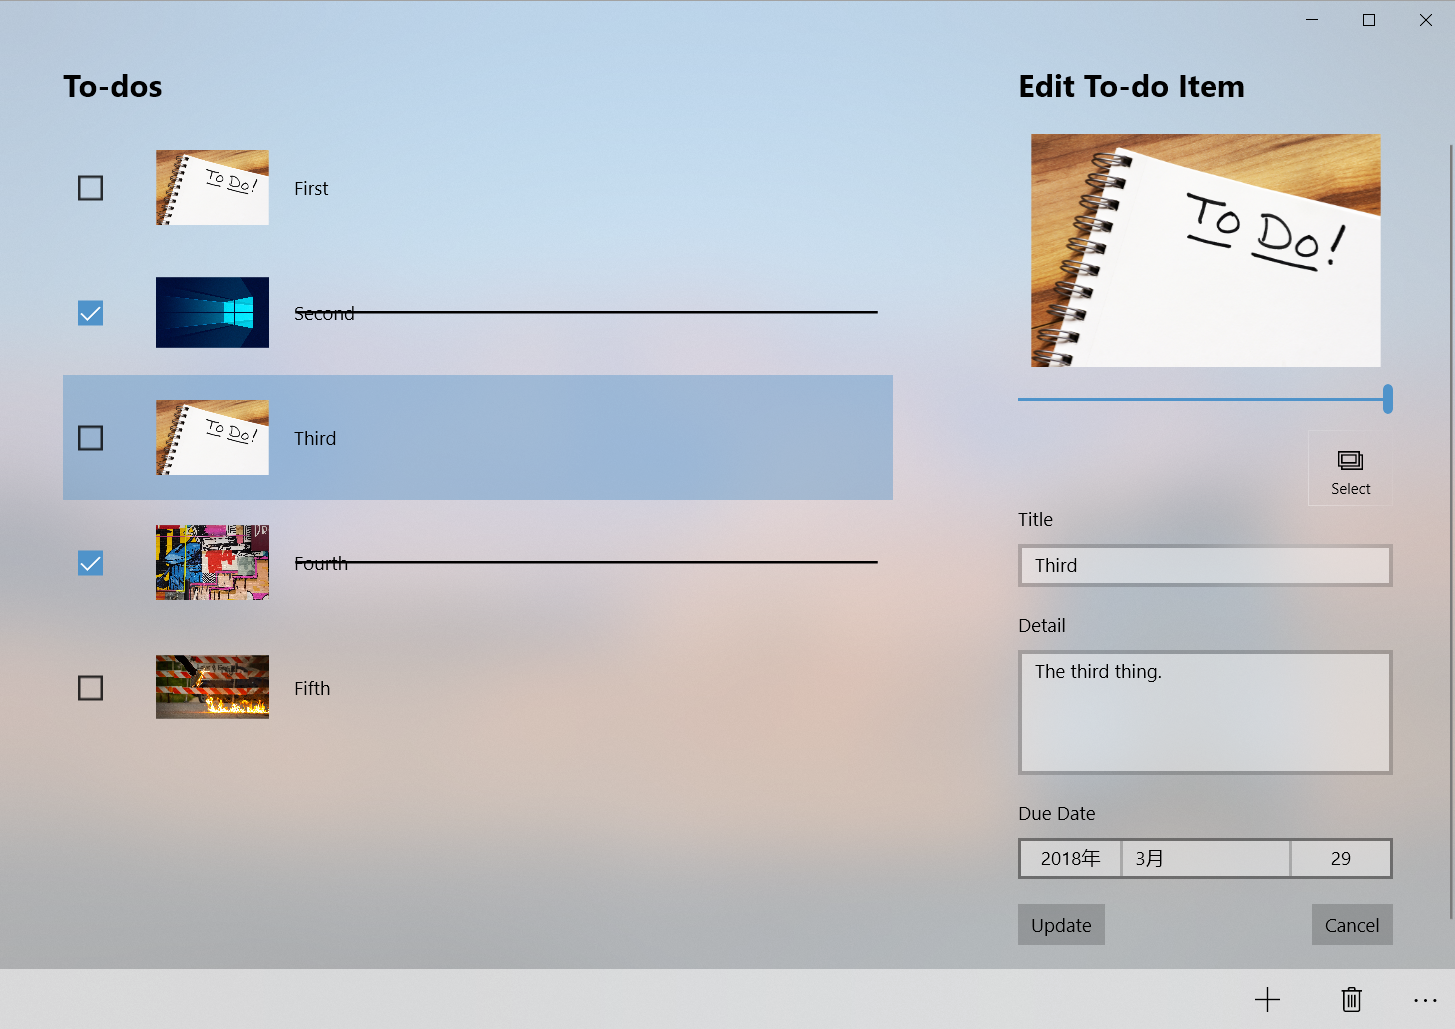 To-dos
To Do!
First
Second
To Do!
Third
Fourth
Fifth
Edit To-do Item
To Do!
Select
Title
Third
Detail
The third thing.
Due Date
2018年 3月 29
Update Cancel